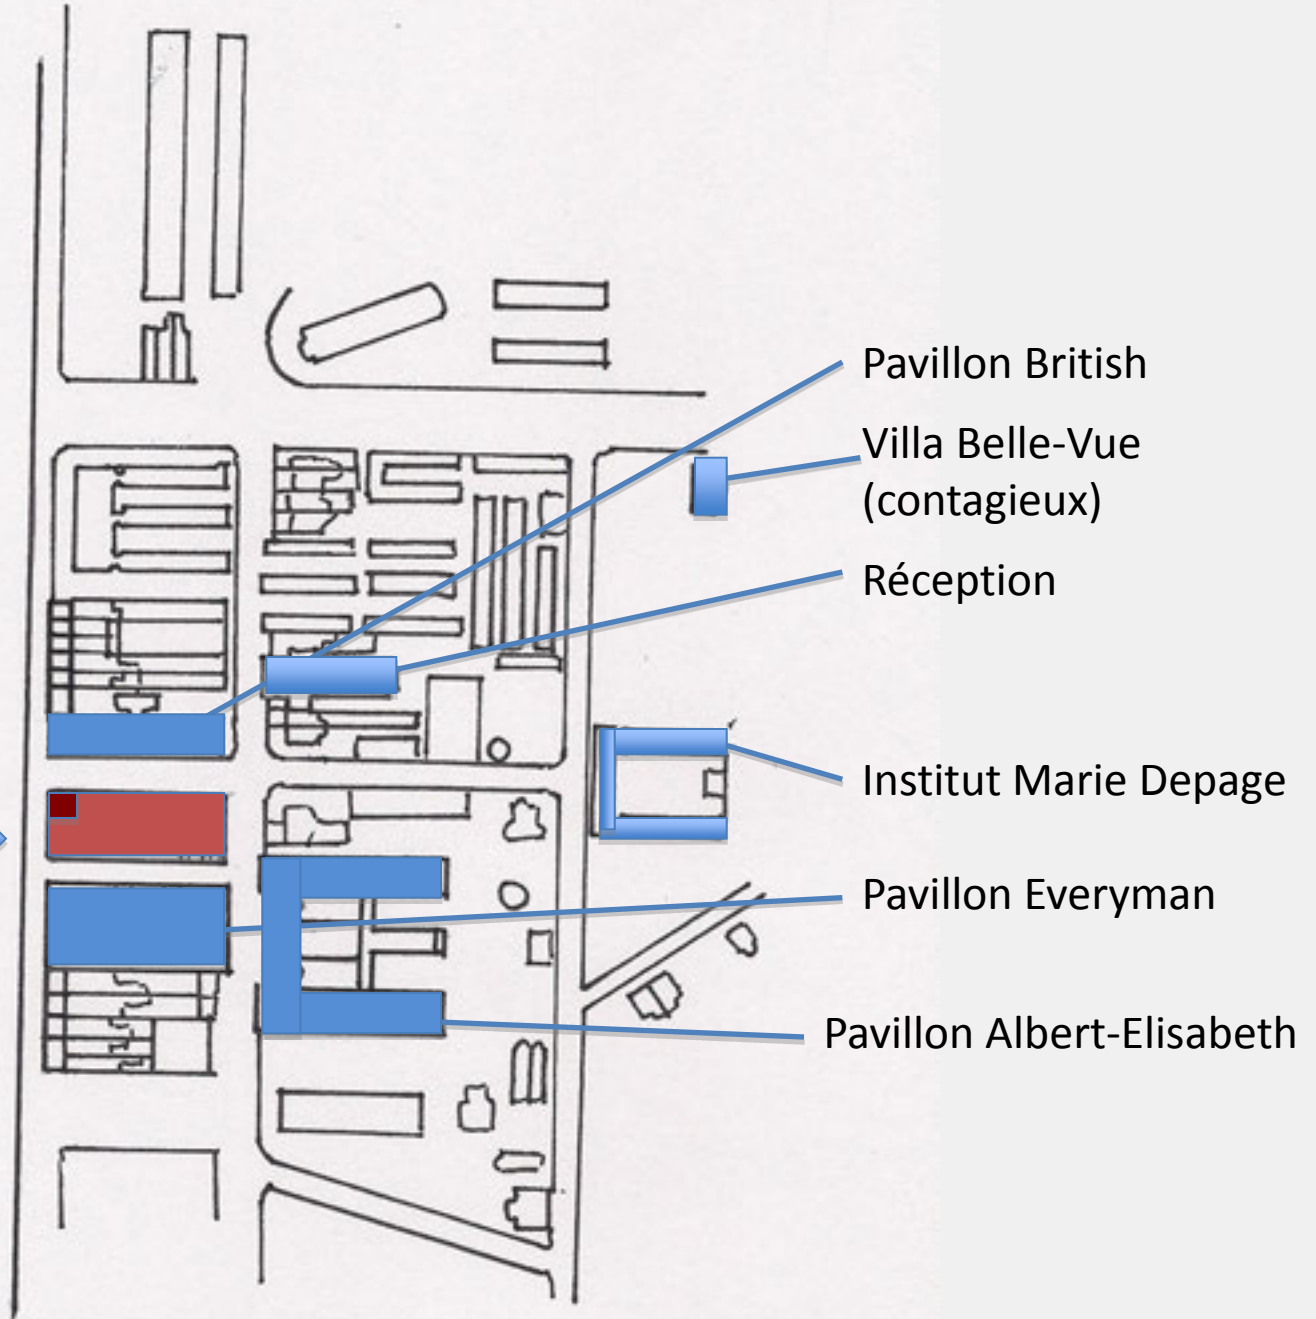 Pavillon British
Villa Belle-Vue
(contagieux)
Réception
Institut Marie Depage
Pavillon Everyman
Pavillon Albert-Elisabeth